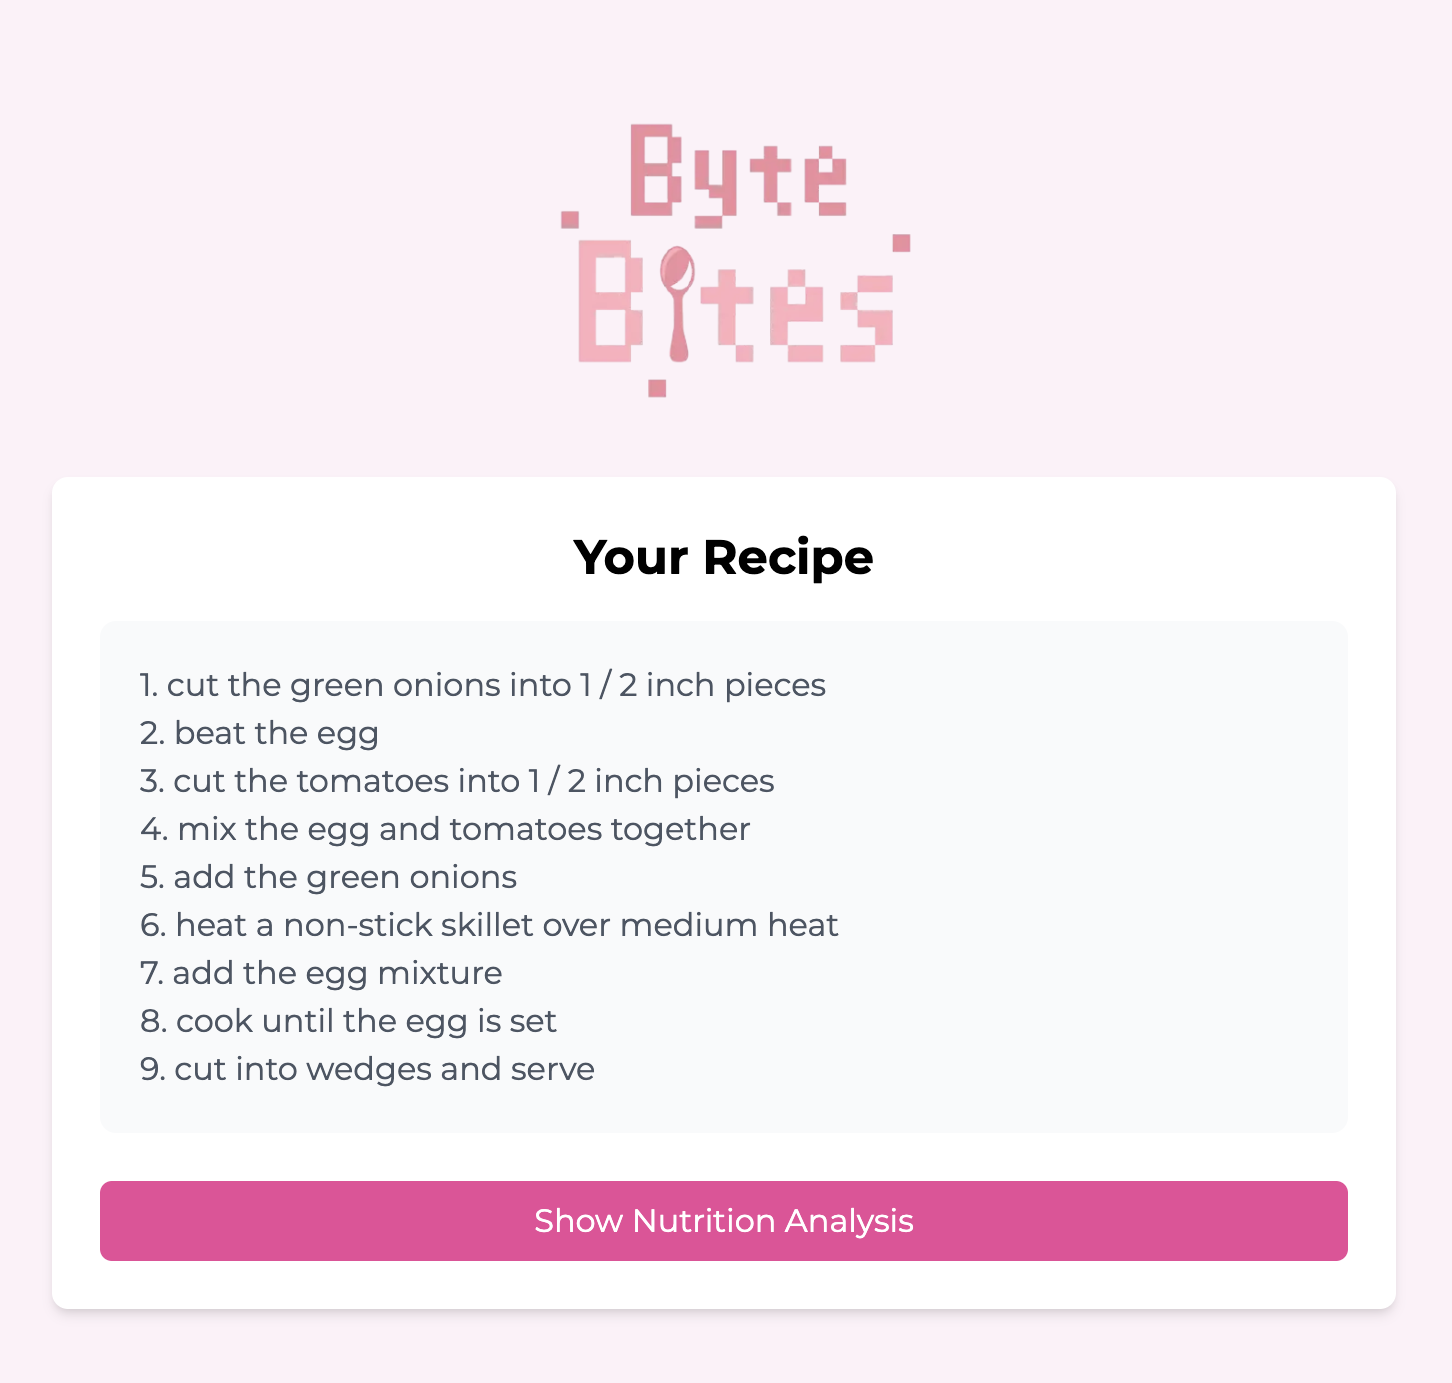 Byte
Bites
Your Recipe
1. cut the green onions into 1 / 2 inch pieces
2. beat the egg
3. cut the tomatoes into 1 / 2 inch pieces
4. mix the egg and tomatoes together
5. add the green onions
6. heat a non-stick skillet over medium heat
7. add the egg mixture
8. cook until the egg is set
9. cut into wedges and serve
Show Nutrition Analysis